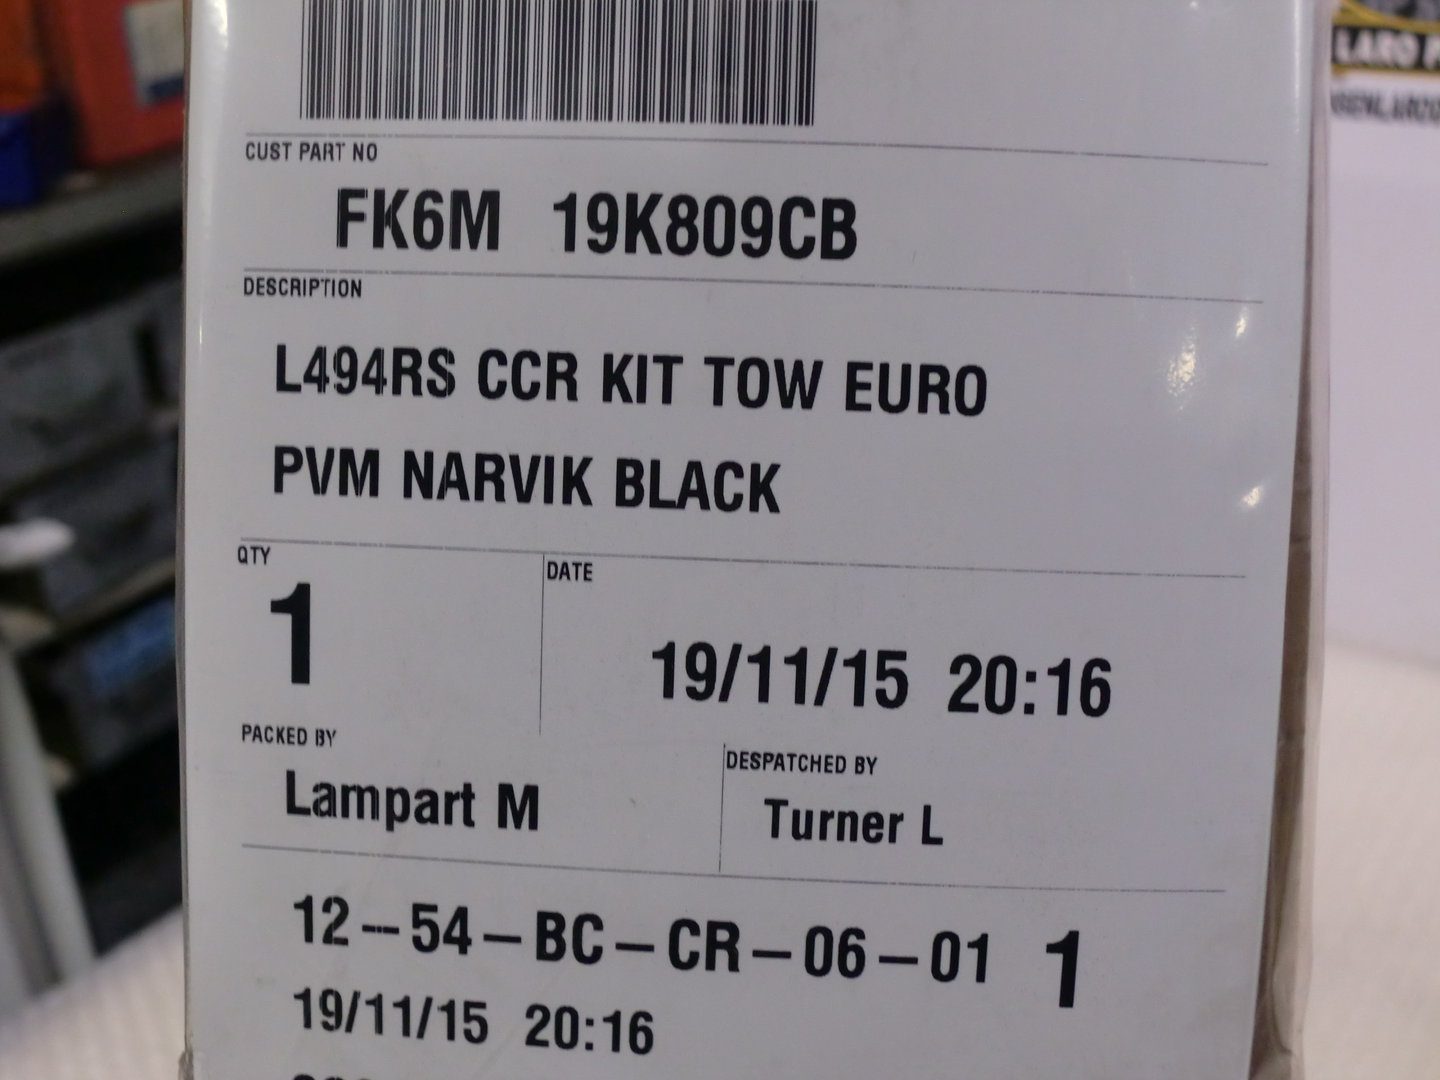 LARO
CUST PART NO
FK6M 19K809CB
DESCRIPTION
L494RS CCR KIT TOW EURO
PVM NARVIK BLACK
QTY
1
DATE
19/11/15 20:16
PACKED BY
Lampart M
DESPATCHED BY
Turner L
12-54-BC-CR-06-01 1
19/11/15 20:16